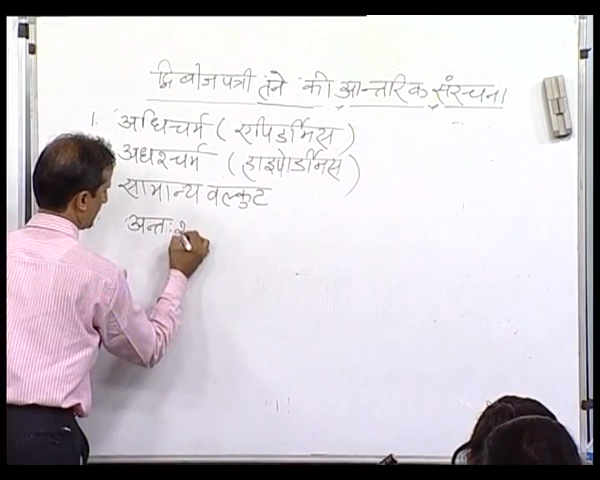 द्विबीजपत्री तने की आन्तरिक संरचना
1. अधिचर्म ( एपिडर्मिस )
अधश्चर्म ( हाइपोडर्मिस )
सामान्य वल्कुट
अन्तः